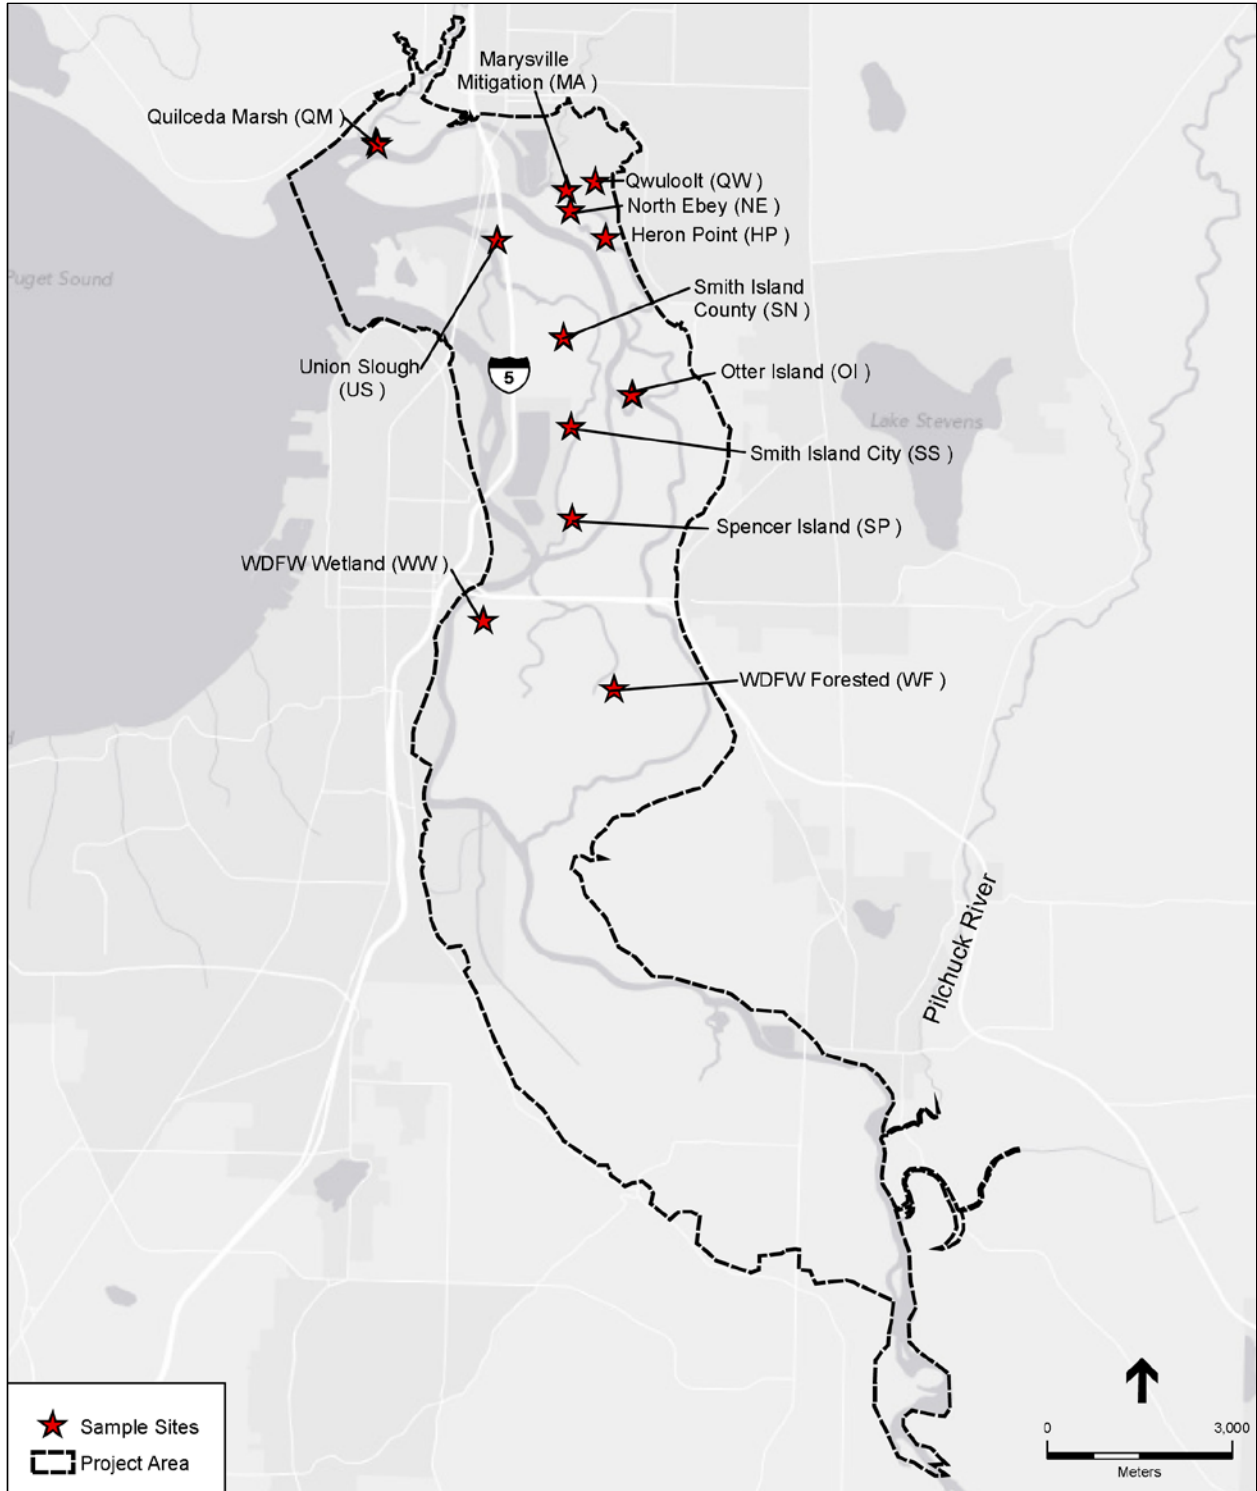 Marysville
Mitigation (MA )
Quilceda Marsh (QM )
Qwuloolt (QW )
North Ebey (NE )
Heron Point (HP )
Puget Sound
Smith Island
County (SN )
Union Slough
(US )
5
Otter Island (OI )
Lake Stevens
Smith Island City (SS )
Spencer Island (SP )
WDFW Wetland (WW )
WDFW Forested (WF )
Pilchuck River
Sample Sites
Project Area
0 3,000
Meters